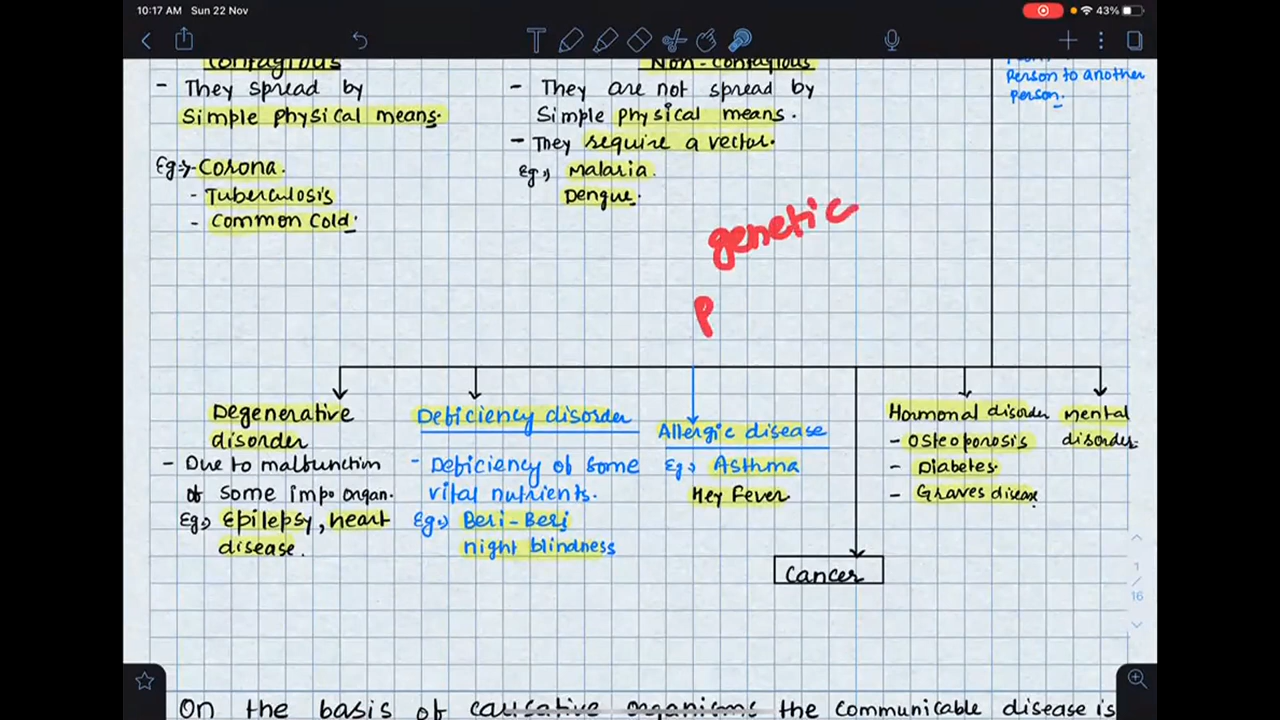 10:17 AM Sun 22 Nov
43%
Contagious
- They spread by
Simple physical means.
Eg:- Corona.
- Tuberculosis
- Common Cold.
Non-Contagious
- They are not spread by
Simple physical means.
- They require a vector.
Eg:) Malaria.
Dengue.
Person to another
person.
genetic
P
Degenerative
disorder
- Due to malfunction
of Some impo organ.
Eg:) Epilepsy, heart
disease.
Deficiency disorder
- Deficiency of some
vital nutrients.
Eg:) Beri-Beri
night blindness
Allergic disease
Eg:) Asthma
Hey Fever.
Cancer
Hormonal disorder
- Osteoporosis
- Diabetes.
- Graves disease
mental
disorder
1
/
16
On the basis of causative organisms the communicable disease is